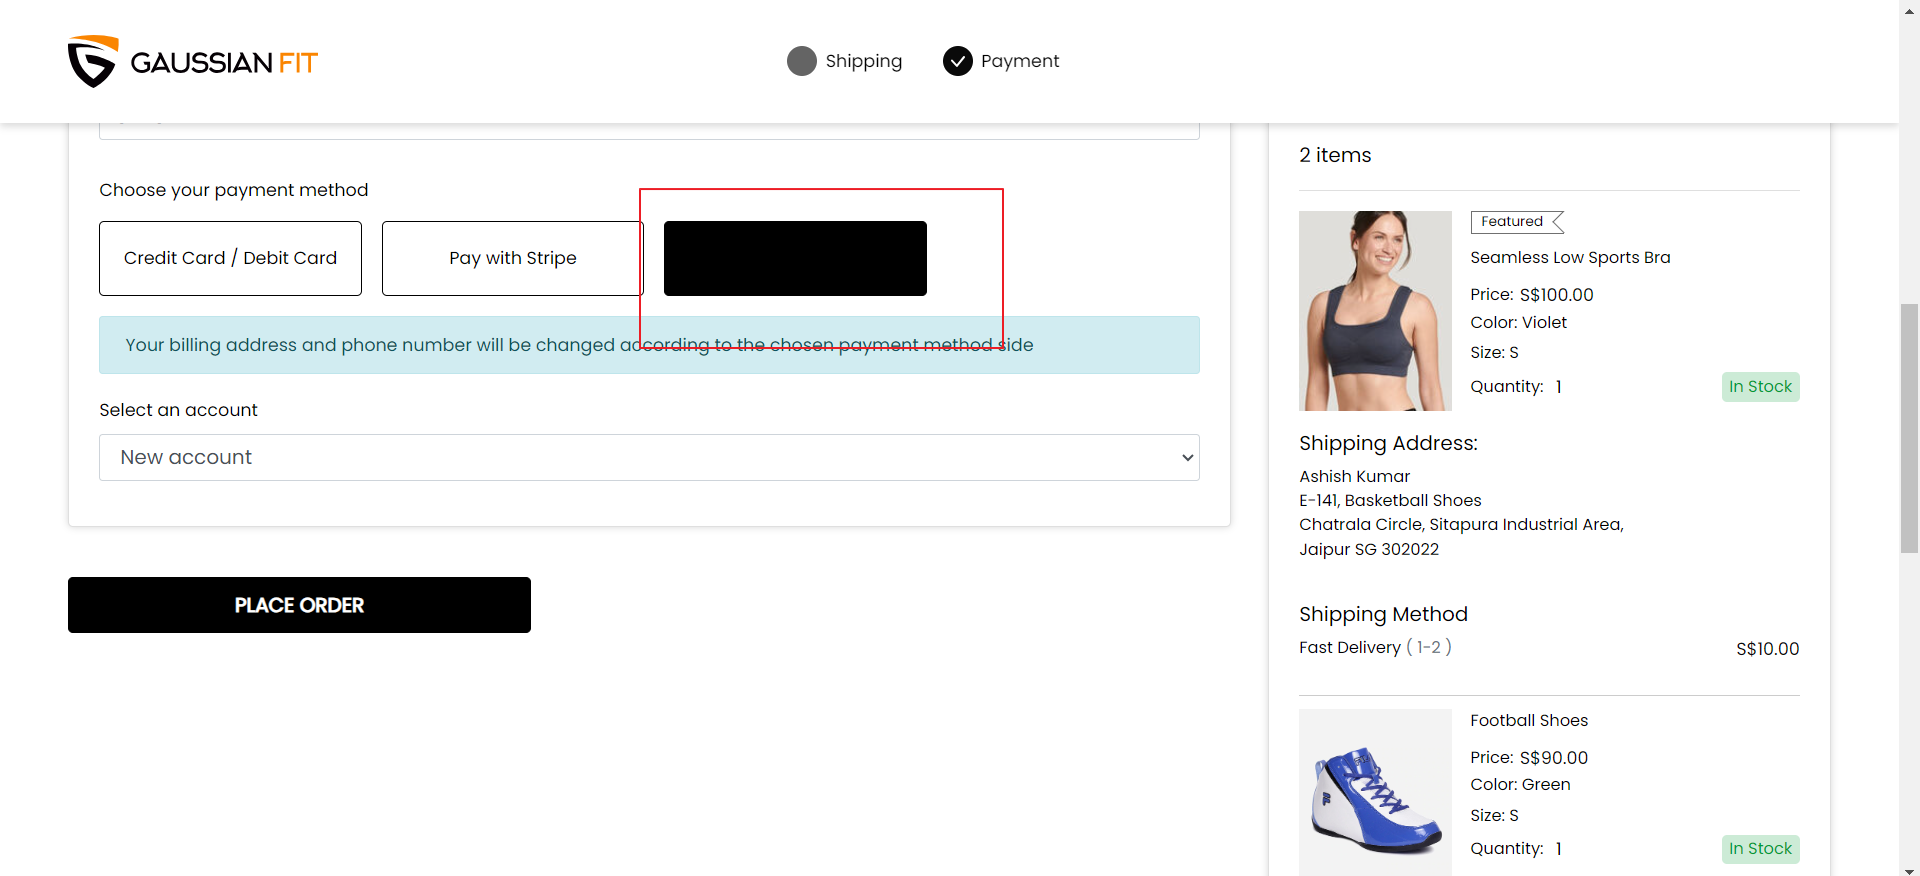 GAUSSIAN FIT
Shipping
Payment
Choose your payment method
Credit Card / Debit Card
Pay with Stripe
Your billing address and phone number will be changed according to the chosen payment method side
Select an account
New account
PLACE ORDER
2 items
Featured
Seamless Low Sports Bra
Price: S$100.00
Color: Violet
Size: S
Quantity: 1
In Stock
Shipping Address:
Ashish Kumar
E-141, Basketball Shoes
Chatrala Circle, Sitapura Industrial Area,
Jaipur SG 302022
Shipping Method
Fast Delivery ( 1-2 )
S$10.00
Football Shoes
Price: S$90.00
Color: Green
Size: S
Quantity: 1
In Stock